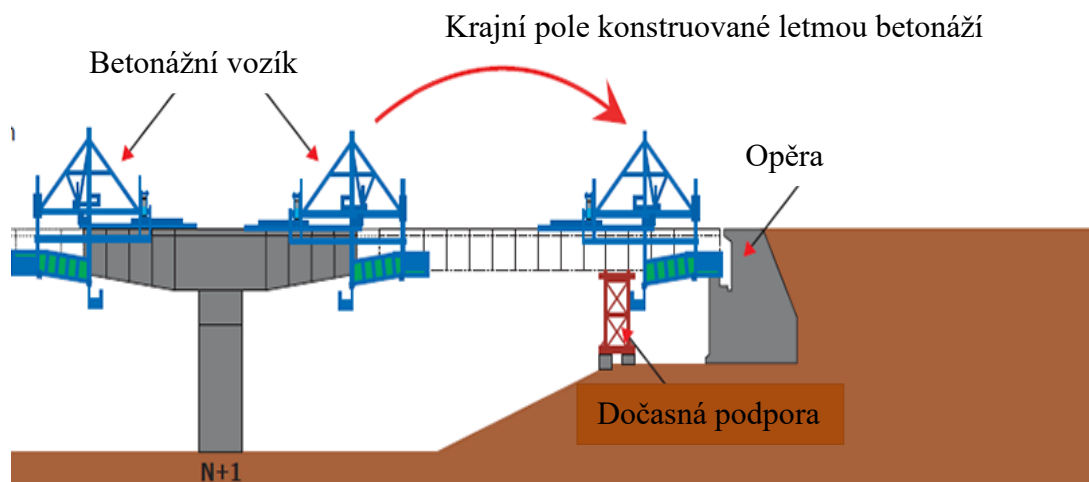 Krajní pole konstruované letmou betonáží
Betonážní vozík
Opěra
Dočasná podpora
N+1